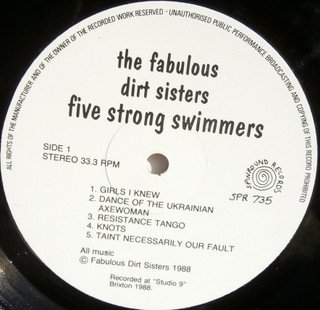 ALL RIGHTS OF THE MANUFACTURER AND OF THE OWNER OF THE RECORDED WORK RESERVED - UNAUTHORISED PUBLIC PERFORMANCE BROADCASTING AND COPYING OF THIS RECORD PROHIBITED
the fabulous
dirt sisters
five strong swimmers
SIDE 1
STEREO 33.3 RPM
SPINROUND RECORDS
SPR 735
1. GIRLS I KNEW
2. DANCE OF THE UKRAINIAN
AXEWOMAN
3. RESISTANCE TANGO
4. KNOTS
5. TAINT NECESSARILY OUR FAULT
All music
© Fabulous Dirt Sisters 1988
Recorded at "Studio 9"
Brixton 1988.